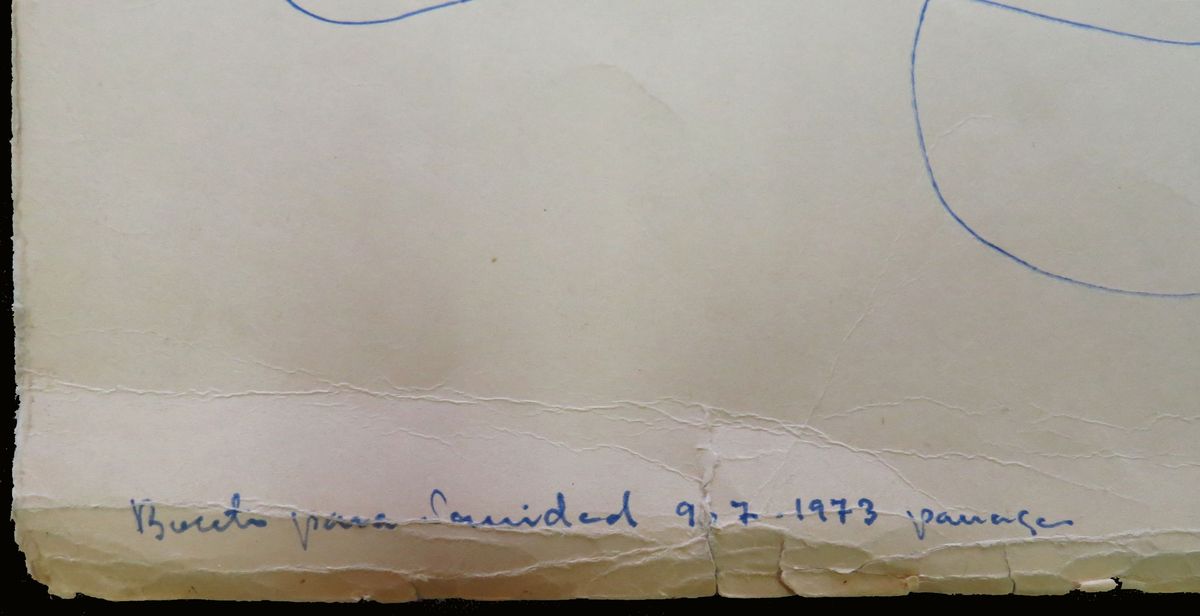 Boceto para Sanidad 9.7.1973